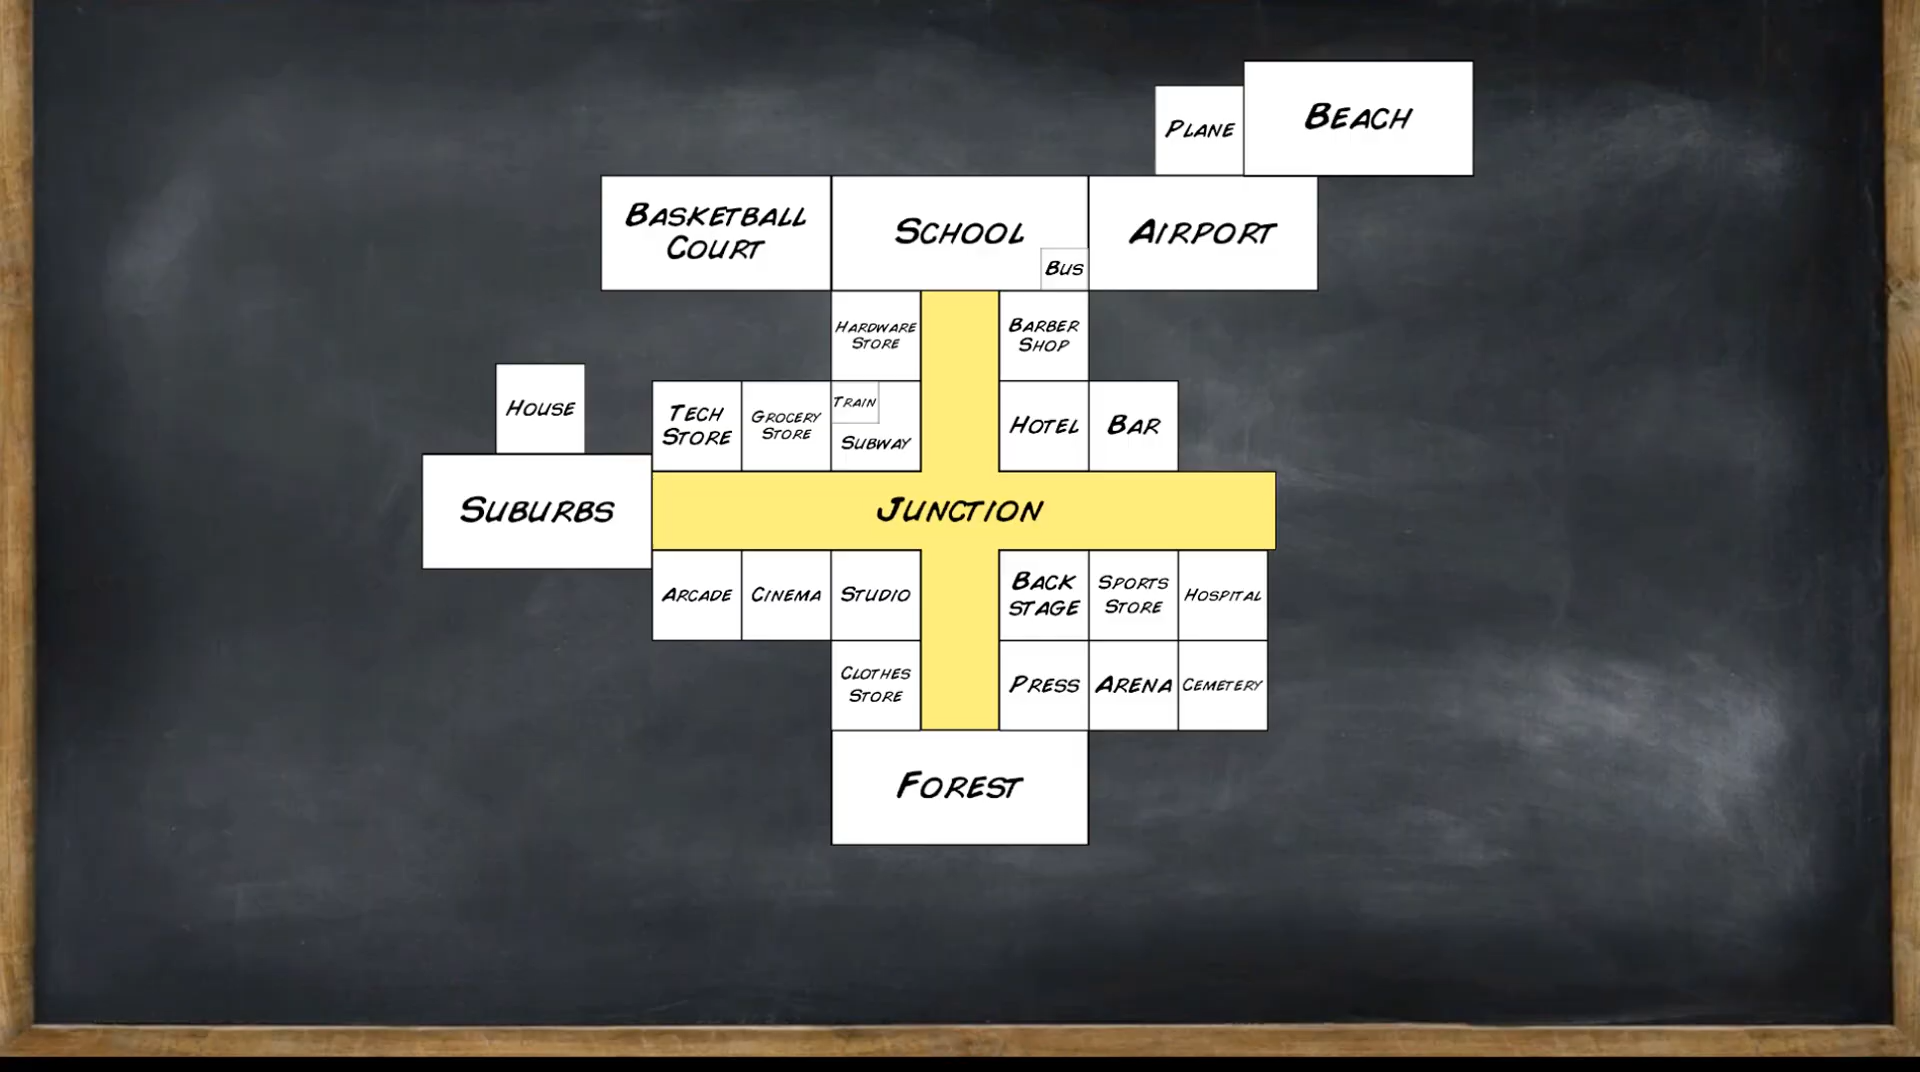 BEACH
PLANE
BASKETBALL
COURT
SCHOOL
AIRPORT
BUS
HARDWARE
STORE
BARBER
SHOP
HOUSE
TECH
STORE
GROCERY
STORE
TRAIN
SUBWAY
HOTEL
BAR
SUBURBS
JUNCTION
ARCADE
CINEMA
STUDIO
BACK
STAGE
SPORTS
STORE
HOSPITAL
CLOTHES
STORE
PRESS
ARENA
CEMETERY
FOREST